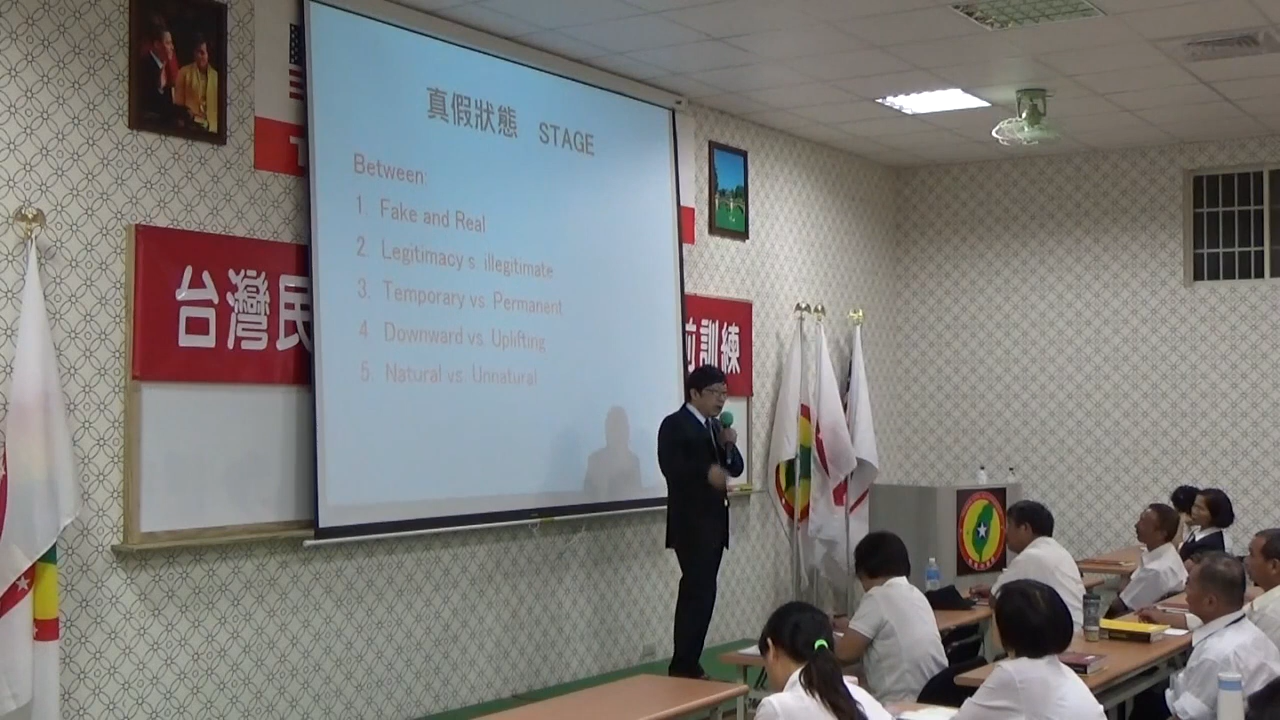 真假狀態 STAGE
Between:
1. Fake and Real
2. Legitimacy s. illegitimate
3. Temporary vs. Permanent
4. Downward vs. Uplifting
5. Natural vs. Unnatural
台灣民
前訓練